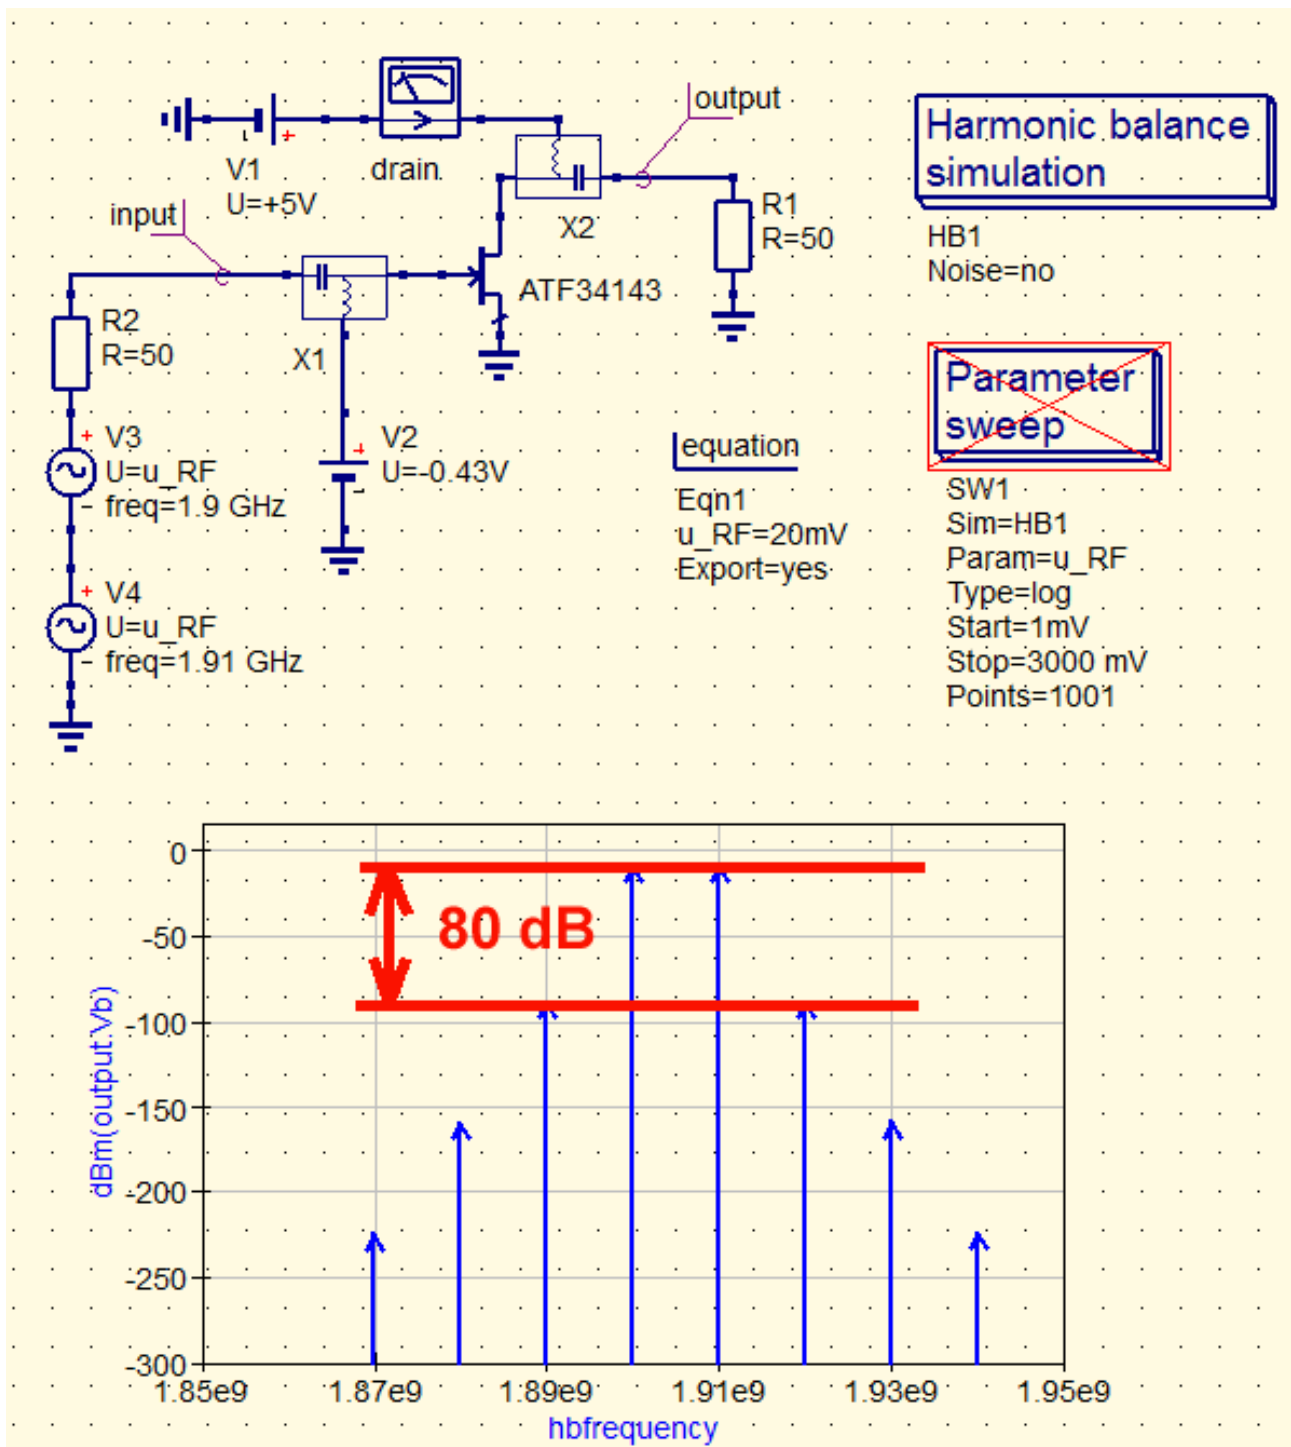 output
V1
U=+5V
drain
input
X2
R1
R=50
Harmonic balance
simulation
HB1
Noise=no
ATF34143
R2
R=50
X1
Parameter
sweep
V3
U=u_RF
freq=1.9 GHz
V2
U=-0.43V
equation
Eqn1
u_RF=20mV
Export=yes
SW1
Sim=HB1
Param=u_RF
Type=log
Start=1mV
Stop=3000 mV
Points=1001
V4
U=u_RF
freq=1.91 GHz
80 dB
0
-50
-100
-150
-200
-250
-300
dBm(output.Vb)
1.85e9 1.87e9 1.89e9 1.91e9 1.93e9 1.95e9
hbfrequency